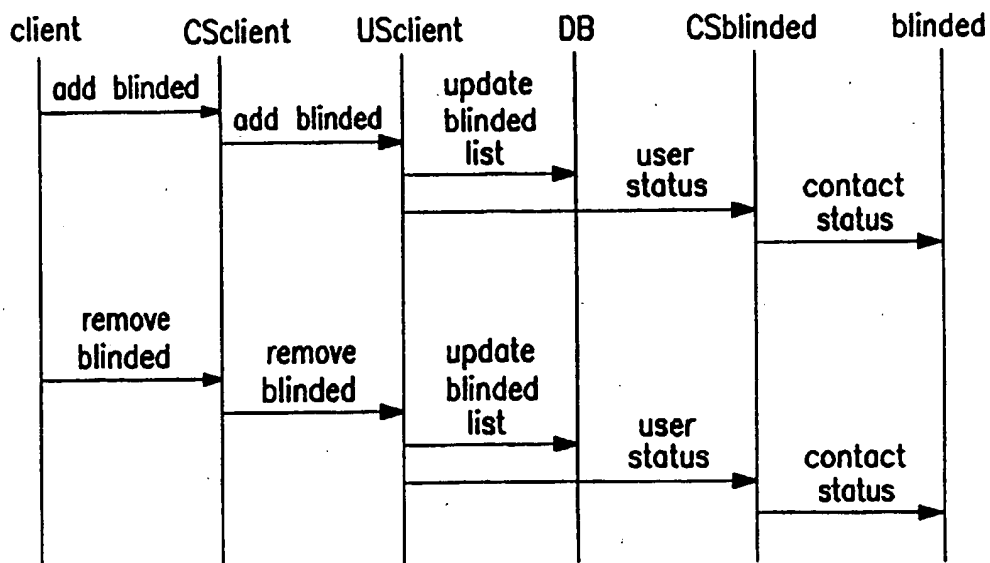 client CSclient USclient DB CSblinded blinded
add blinded
add blinded
update
blinded
list
user
status
contact
status
remove
blinded
remove
blinded
update
blinded
list
user
status
contact
status